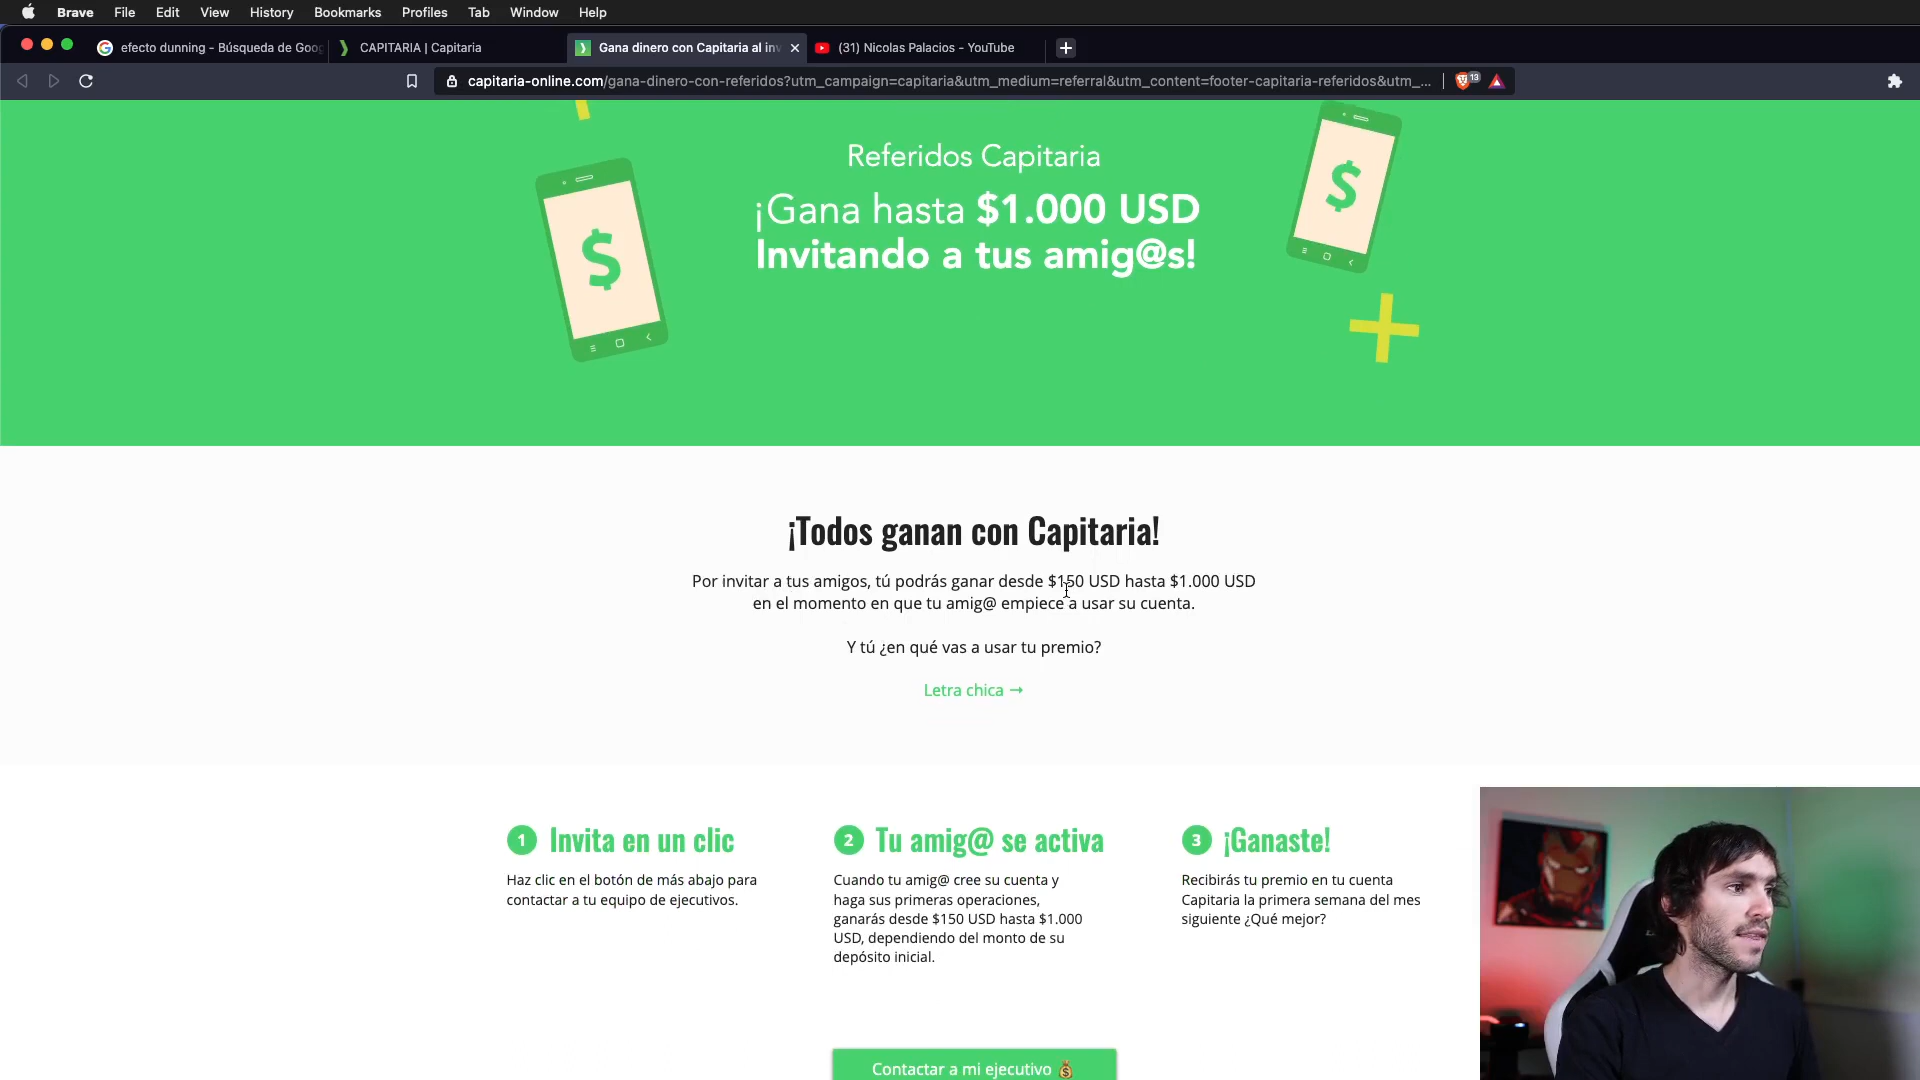 Brave File Edit View History Bookmarks Profiles Tab Window Help
efecto dunning - Búsqueda de Goog
CAPITARIA | Capitaria
Gana dinero con Capitaria al inv
(31) Nicolas Palacios - YouTube
capitaria-online.com/gana-dinero-con-referidos?utm_campaign=capitaria&utm_medium=referral&utm_content=footer-capitaria-referidos&utm_...
13
Referidos Capitaria
¡Gana hasta $1.000 USD
Invitando a tus amig@s!
$
$
¡Todos ganan con Capitaria!
Por invitar a tus amigos, tú podrás ganar desde $150 USD hasta $1.000 USD
en el momento en que tu amig@ empiece a usar su cuenta.
Y tú ¿en qué vas a usar tu premio?
Letra chica →
1 Invita en un clic
Haz clic en el botón de más abajo para
contactar a tu equipo de ejecutivos.
2 Tu amig@ se activa
Cuando tu amig@ cree su cuenta y
haga sus primeras operaciones,
ganarás desde $150 USD hasta $1.000
USD, dependiendo del monto de su
depósito inicial.
3 ¡Ganaste!
Recibirás tu premio en tu cuenta
Capitaria la primera semana del mes
siguiente ¿Qué mejor?
Contactar a mi ejecutivo 💰